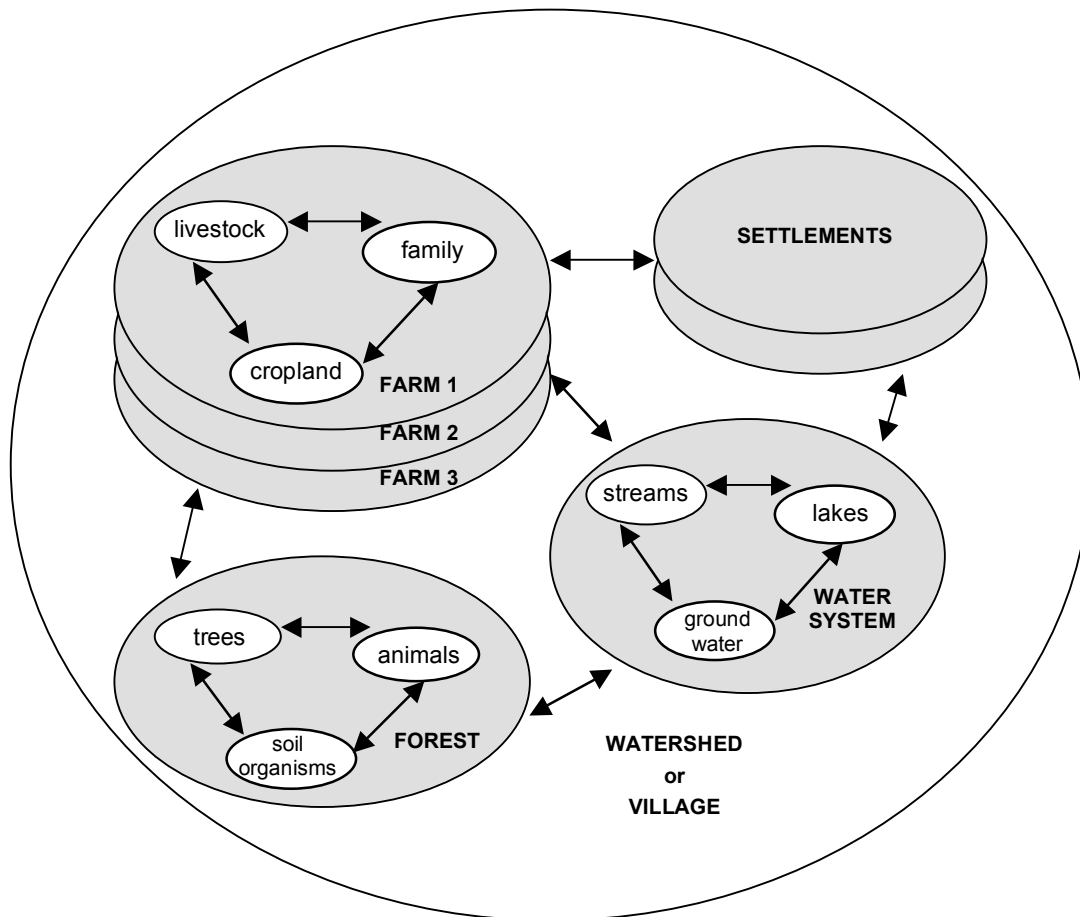 livestock
family
cropland
FARM 1
FARM 2
FARM 3
SETTLEMENTS
streams
lakes
ground
water
WATER
SYSTEM
trees
animals
soil
organisms
FOREST
WATERSHED
or
VILLAGE